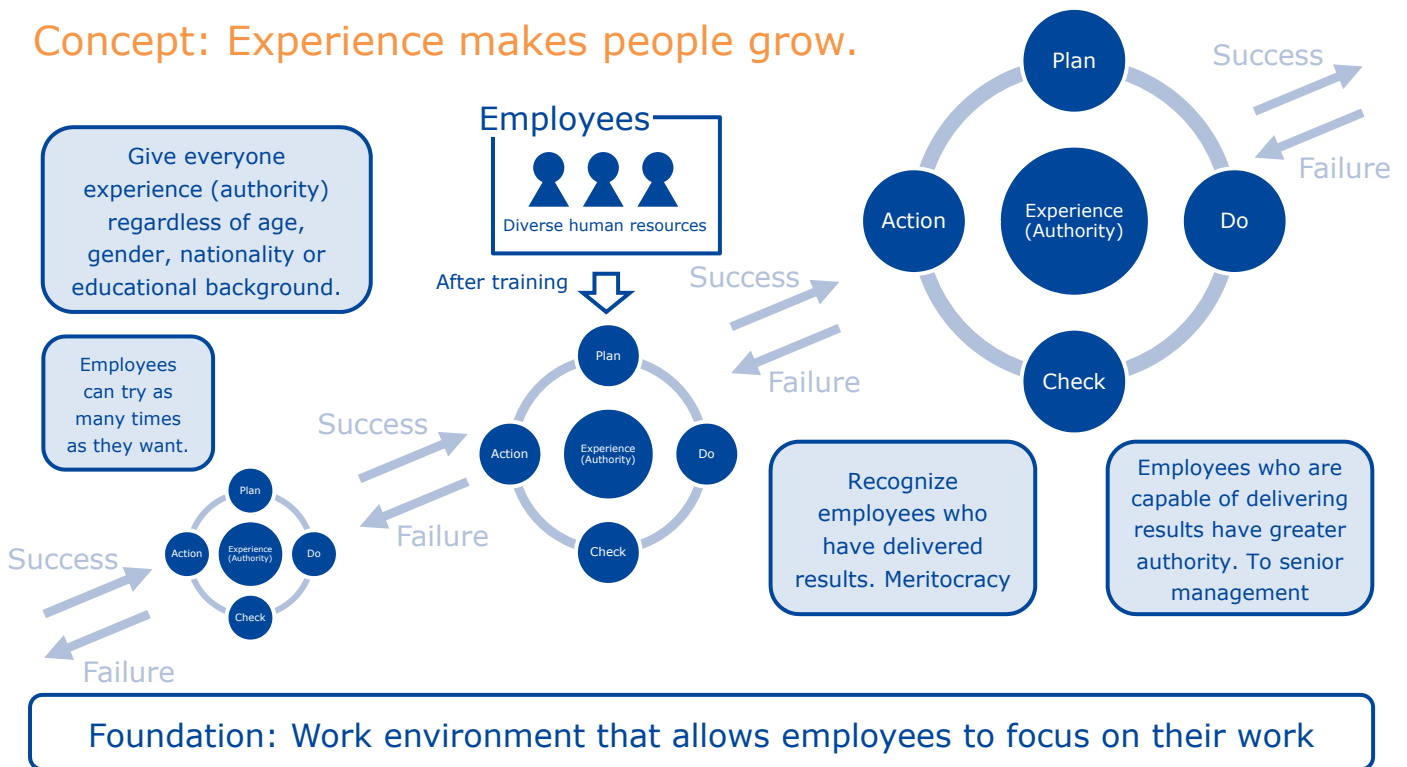 Concept: Experience makes people grow.
Give everyone
experience (authority)
regardless of age,
gender, nationality or
educational background.
Employees
can try as
many times
as they want.
Employees
Diverse human resources
After training
Success
Failure
Plan
Do
Check
Action
Experience
(Authority)
Success
Failure
Plan
Do
Check
Action
Experience
(Authority)
Success
Failure
Plan
Do
Check
Action
Experience
(Authority)
Success
Failure
Recognize
employees who
have delivered
results. Meritocracy
Employees who are
capable of delivering
results have greater
authority. To senior
management
Foundation: Work environment that allows employees to focus on their work